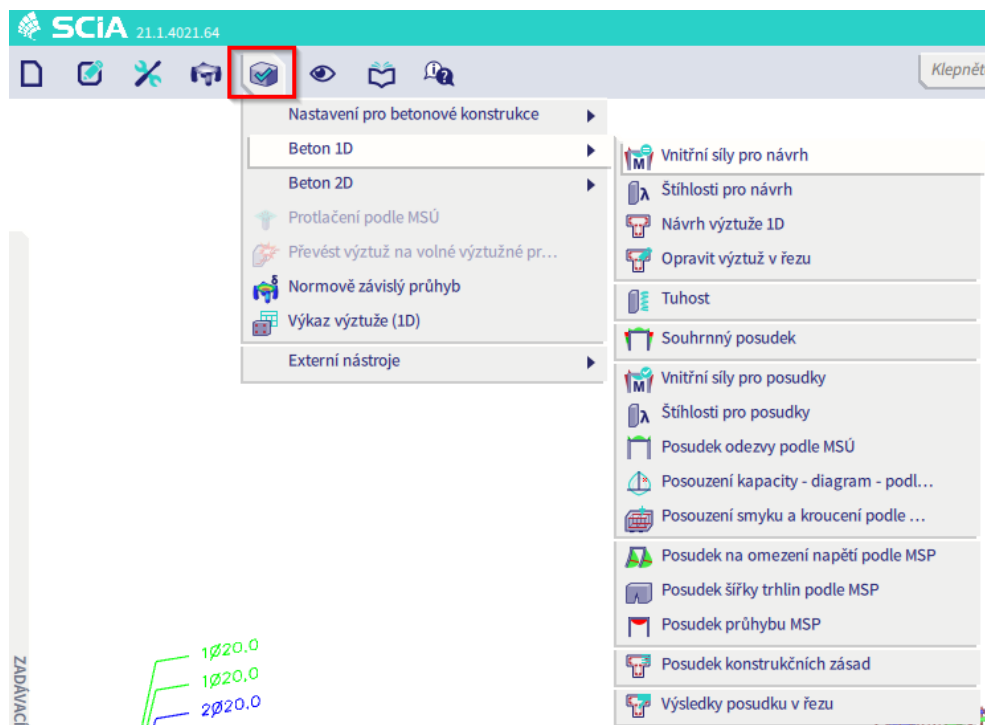 SCiA 21.1.4021.64
Klepnět
Nastavení pro betonové konstrukce
Beton 1D
Beton 2D
Protlačení podle MSÚ
Převést výztuž na volné výztužné pr...
Normově závislý průhyb
Výkaz výztuže (1D)
Externí nástroje
Vnitřní síly pro návrh
Štíhlosti pro návrh
Návrh výztuže 1D
Opravit výztuž v řezu
Tuhost
Souhrnný posudek
Vnitřní síly pro posudky
Štíhlosti pro posudky
Posudek odezvy podle MSÚ
Posouzení kapacity - diagram - podl...
Posouzení smyku a kroucení podle ...
Posudek na omezení napětí podle MSP
Posudek šířky trhlin podle MSP
Posudek průhybu MSP
Posudek konstrukčních zásad
Výsledky posudku v řezu
ZADÁVACÍ
1Ø20.0
1Ø20.0
2Ø20.0